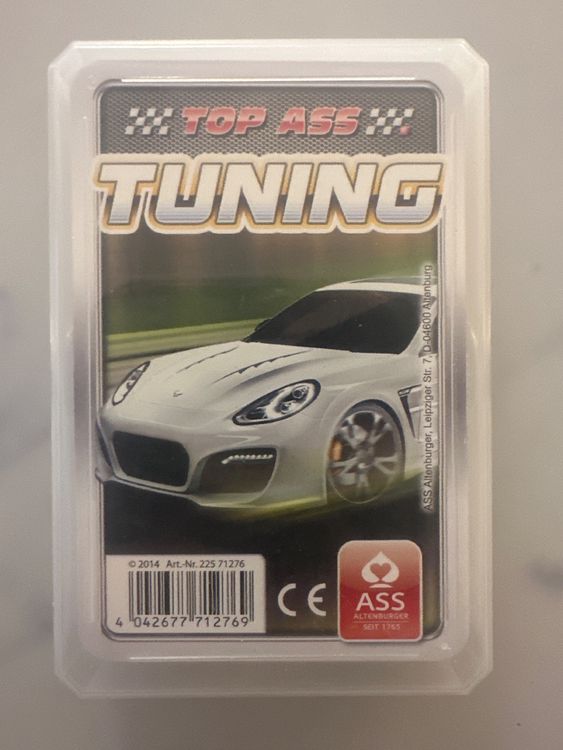 TOP ASS
TUNING
ASS Altenburger, Leipziger Str. 7, D-04600 Altenburg
© 2014 Art.-Nr. 225 71276
4 042677 712769
CE
ASS
ALTENBURGER
SEIT 1765